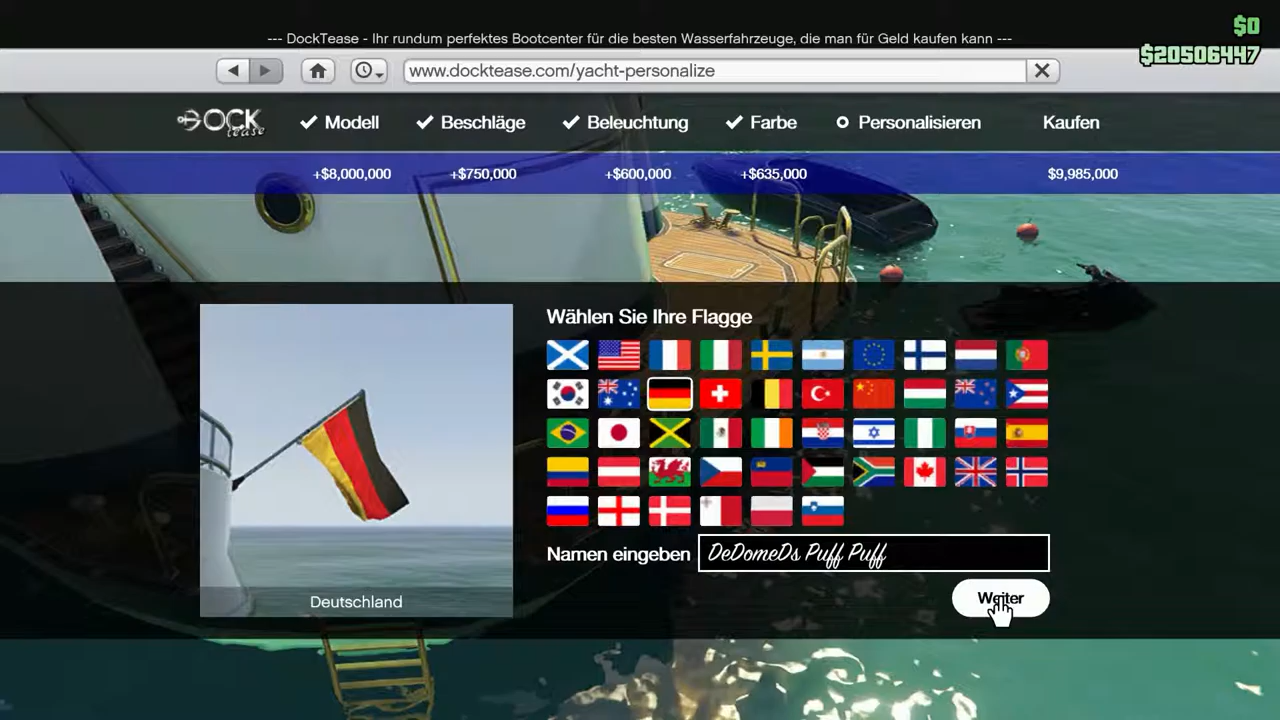 $0
--- DockTease - Ihr rundum perfektes Bootcenter für die besten Wasserfahrzeuge, die man für Geld kaufen kann ---
$20506447
www.docktease.com/yacht-personalize
DOCK tease Modell Beschläge Beleuchtung Farbe Personalisieren Kaufen
+$8,000,000 +$750,000 +$600,000 +$635,000 $9,985,000
Wählen Sie Ihre Flagge
Namen eingeben DeDomeDs Puff Puff
Weiter
Deutschland